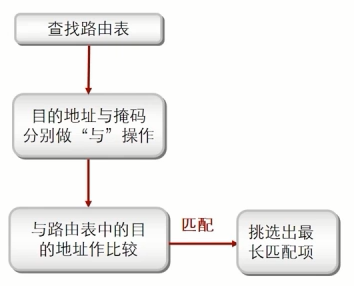 查找路由表
目的地址与掩码
分别做“与”操作
与路由表中的目
的地址作比较
匹配
挑选出最
长匹配项